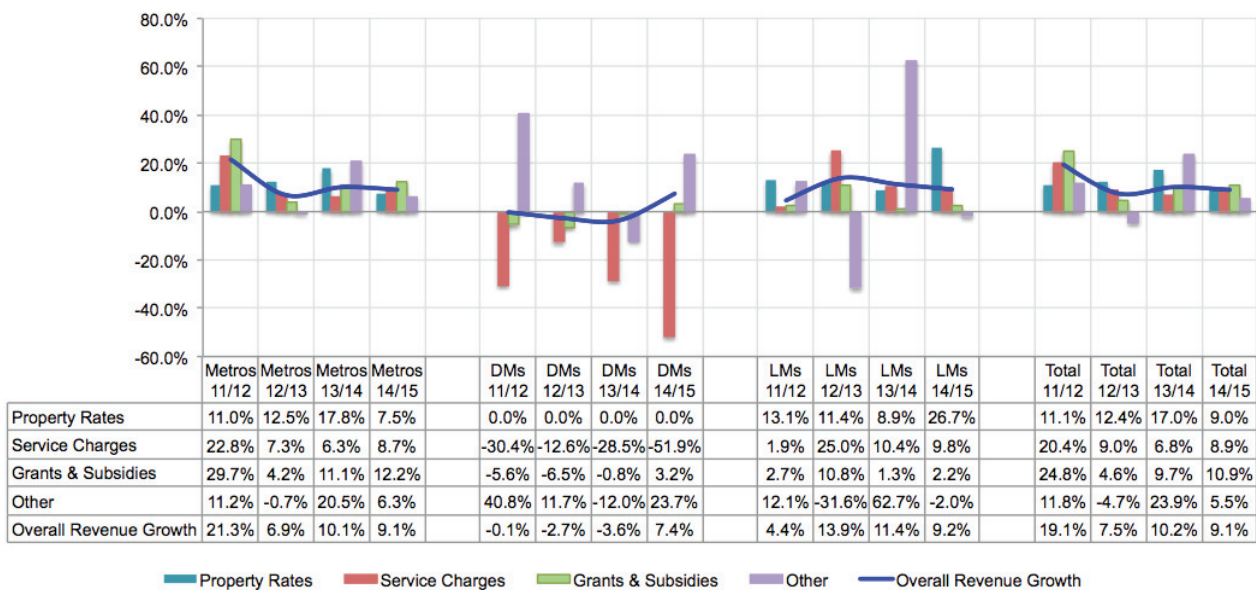 80.0%
60.0%
40.0%
20.0%
0.0%
-20.0%
-40.0%
-60.0%
Metros Metros Metros Metros DMs DMs DMs DMs LMs LMs LMs LMs Total Total Total Total
11/12 12/13 13/14 14/15 11/12 12/13 13/14 14/15 11/12 12/13 13/14 14/15 11/12 12/13 13/14 14/15
Property Rates 11.0% 12.5% 17.8% 7.5% 0.0% 0.0% 0.0% 0.0% 13.1% 11.4% 8.9% 26.7% 11.1% 12.4% 17.0% 9.0%
Service Charges 22.8% 7.3% 6.3% 8.7% -30.4% -12.6% -28.5% -51.9% 1.9% 25.0% 10.4% 9.8% 20.4% 9.0% 6.8% 8.9%
Grants & Subsidies 29.7% 4.2% 11.1% 12.2% -5.6% -6.5% -0.8% 3.2% 2.7% 10.8% 1.3% 2.2% 24.8% 4.6% 9.7% 10.9%
Other 11.2% -0.7% 20.5% 6.3% 40.8% 11.7% -12.0% 23.7% 12.1% -31.6% 62.7% -2.0% 11.8% -4.7% 23.9% 5.5%
Overall Revenue Growth 21.3% 6.9% 10.1% 9.1% -0.1% -2.7% -3.6% 7.4% 4.4% 13.9% 11.4% 9.2% 19.1% 7.5% 10.2% 9.1%
Property Rates Service Charges Grants & Subsidies Other Overall Revenue Growth